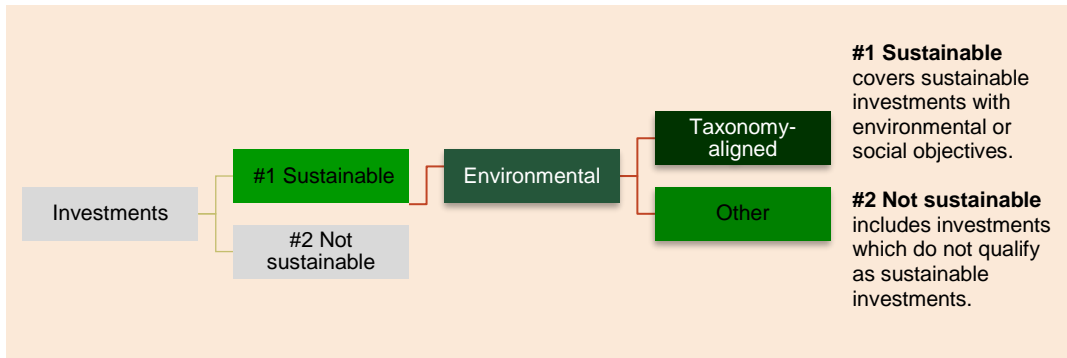 Investments
#1 Sustainable
#2 Not
sustainable
Environmental
Taxonomy-
aligned
Other
#1 Sustainable
covers sustainable
investments with
environmental or
social objectives.
#2 Not sustainable
includes investments
which do not qualify
as sustainable
investments.